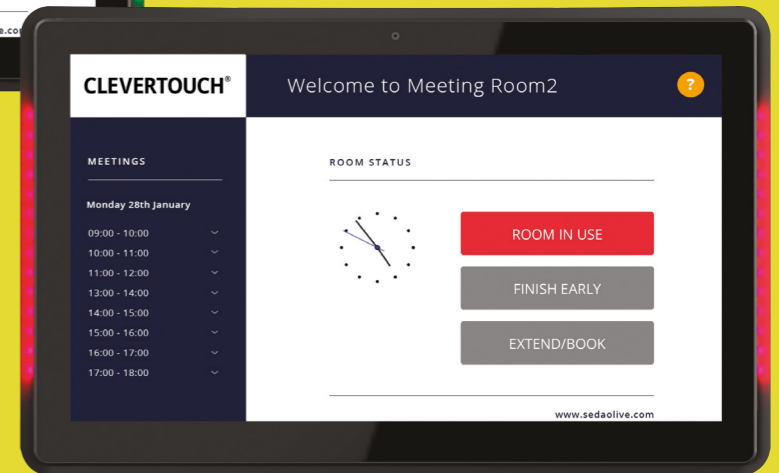 e.co
CLEVERTOUCH®
Welcome to Meeting Room2
?
MEETINGS
Monday 28th January
09:00 - 10:00
10:00 - 11:00
11:00 - 12:00
13:00 - 14:00
14:00 - 15:00
15:00 - 16:00
16:00 - 17:00
17:00 - 18:00
ROOM STATUS
ROOM IN USE
FINISH EARLY
EXTEND/BOOK
www.sedaolive.com